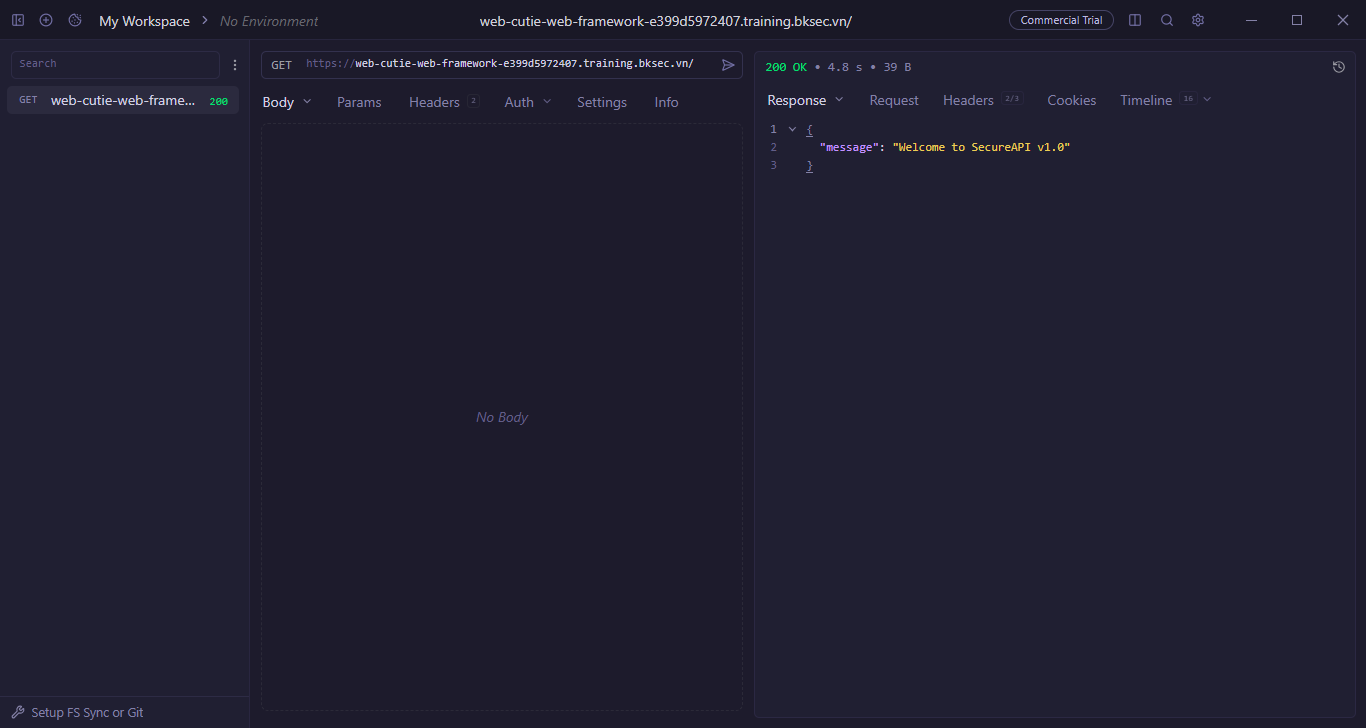 My Workspace > No Environment
web-cutie-web-framework-e399d5972407.training.bksec.vn/
Commercial Trial
Search
GET web-cutie-web-frame... 200
Setup FS Sync or Git
GET https://web-cutie-web-framework-e399d5972407.training.bksec.vn/
Body Params Headers 2 Auth Settings Info
No Body
200 OK • 4.8 s • 39 B
Response Request Headers 2/3 Cookies Timeline 16
1 {
2 "message": "Welcome to SecureAPI v1.0"
3 }